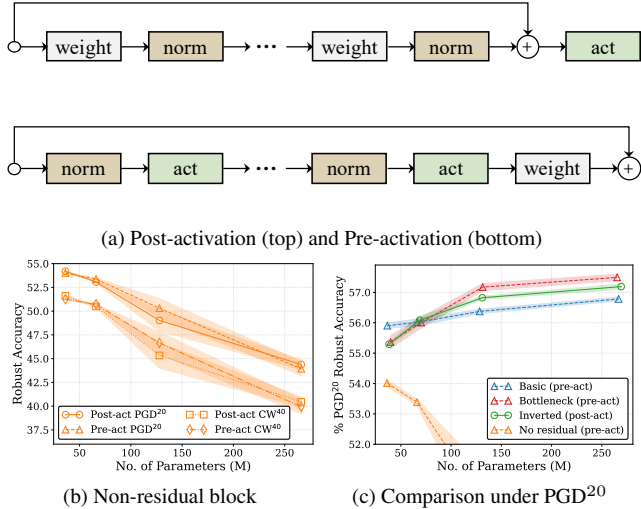 weight norm ··· weight norm + act
norm act ··· norm act weight +
(a) Post-activation (top) and Pre-activation (bottom)
55.0
52.5
50.0
47.5
45.0
42.5
40.0
37.5
Robust Accuracy
Post-act PGD²⁰ Post-act CW⁴⁰
Pre-act PGD²⁰ Pre-act CW⁴⁰
50 100 150 200 250
No. of Parameters (M)
(b) Non-residual block
58.0
57.0
56.0
55.0
54.0
53.0
52.0
% PGD²⁰ Robust Accuracy
Basic (pre-act)
Bottleneck (pre-act)
Inverted (post-act)
No residual (pre-act)
50 100 150 200 250
No. of Parameters (M)
(c) Comparison under PGD²⁰